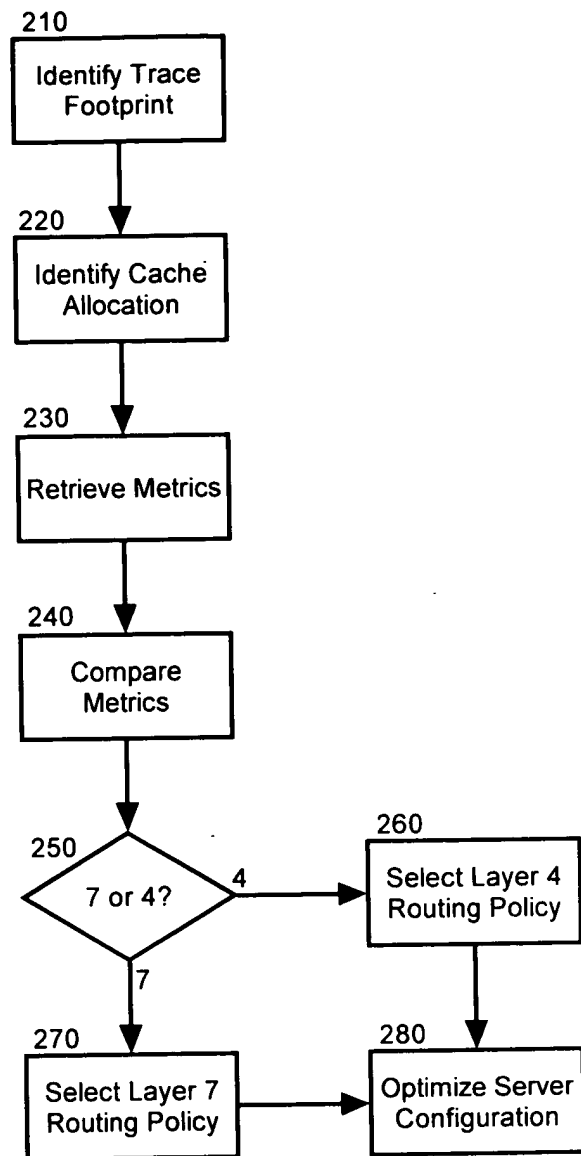 210
Identify Trace
Footprint
220
Identify Cache
Allocation
230
Retrieve Metrics
240
Compare
Metrics
250
7 or 4?
4
7
260
Select Layer 4
Routing Policy
270
Select Layer 7
Routing Policy
280
Optimize Server
Configuration